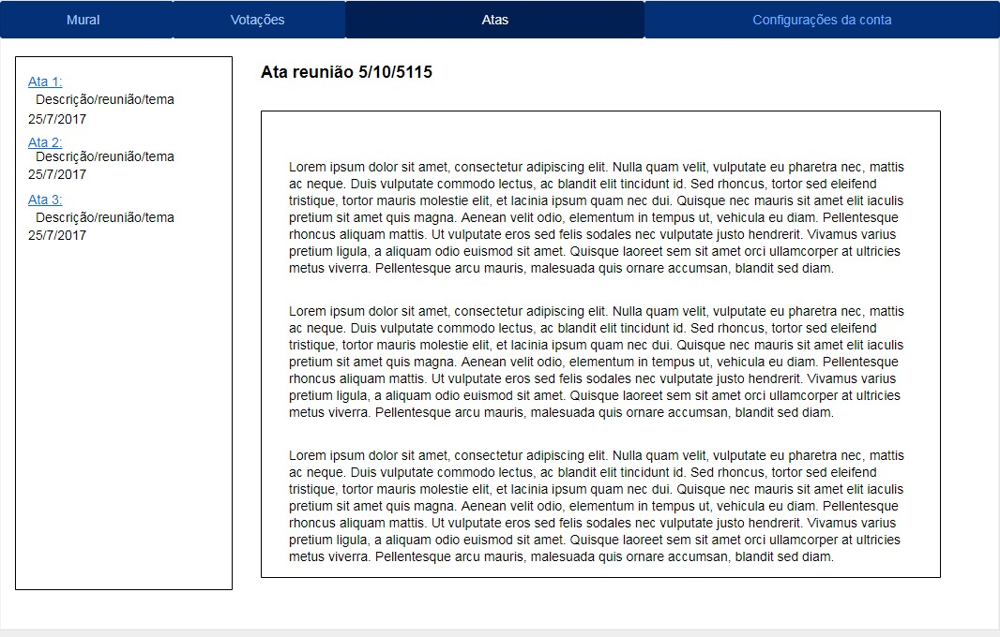 Mural Votações Atas Configurações da conta
Ata 1:
Descrição/reunião/tema
25/7/2017
Ata 2:
Descrição/reunião/tema
25/7/2017
Ata 3:
Descrição/reunião/tema
25/7/2017
Ata reunião 5/10/5115
Lorem ipsum dolor sit amet, consectetur adipiscing elit. Nulla quam velit, vulputate eu pharetra nec, mattis
ac neque. Duis vulputate commodo lectus, ac blandit elit tincidunt id. Sed rhoncus, tortor sed eleifend
tristique, tortor mauris molestie elit, et lacinia ipsum quam nec dui. Quisque nec mauris sit amet elit iaculis
pretium sit amet quis magna. Aenean velit odio, elementum in tempus ut, vehicula eu diam. Pellentesque
rhoncus aliquam mattis. Ut vulputate eros sed felis sodales nec vulputate justo hendrerit. Vivamus varius
pretium ligula, a aliquam odio euismod sit amet. Quisque laoreet sem sit amet orci ullamcorper at ultricies
metus viverra. Pellentesque arcu mauris, malesuada quis ornare accumsan, blandit sed diam.
Lorem ipsum dolor sit amet, consectetur adipiscing elit. Nulla quam velit, vulputate eu pharetra nec, mattis
ac neque. Duis vulputate commodo lectus, ac blandit elit tincidunt id. Sed rhoncus, tortor sed eleifend
tristique, tortor mauris molestie elit, et lacinia ipsum quam nec dui. Quisque nec mauris sit amet elit iaculis
pretium sit amet quis magna. Aenean velit odio, elementum in tempus ut, vehicula eu diam. Pellentesque
rhoncus aliquam mattis. Ut vulputate eros sed felis sodales nec vulputate justo hendrerit. Vivamus varius
pretium ligula, a aliquam odio euismod sit amet. Quisque laoreet sem sit amet orci ullamcorper at ultricies
metus viverra. Pellentesque arcu mauris, malesuada quis ornare accumsan, blandit sed diam.
Lorem ipsum dolor sit amet, consectetur adipiscing elit. Nulla quam velit, vulputate eu pharetra nec, mattis
ac neque. Duis vulputate commodo lectus, ac blandit elit tincidunt id. Sed rhoncus, tortor sed eleifend
tristique, tortor mauris molestie elit, et lacinia ipsum quam nec dui. Quisque nec mauris sit amet elit iaculis
pretium sit amet quis magna. Aenean velit odio, elementum in tempus ut, vehicula eu diam. Pellentesque
rhoncus aliquam mattis. Ut vulputate eros sed felis sodales nec vulputate justo hendrerit. Vivamus varius
pretium ligula, a aliquam odio euismod sit amet. Quisque laoreet sem sit amet orci ullamcorper at ultricies
metus viverra. Pellentesque arcu mauris, malesuada quis ornare accumsan, blandit sed diam.